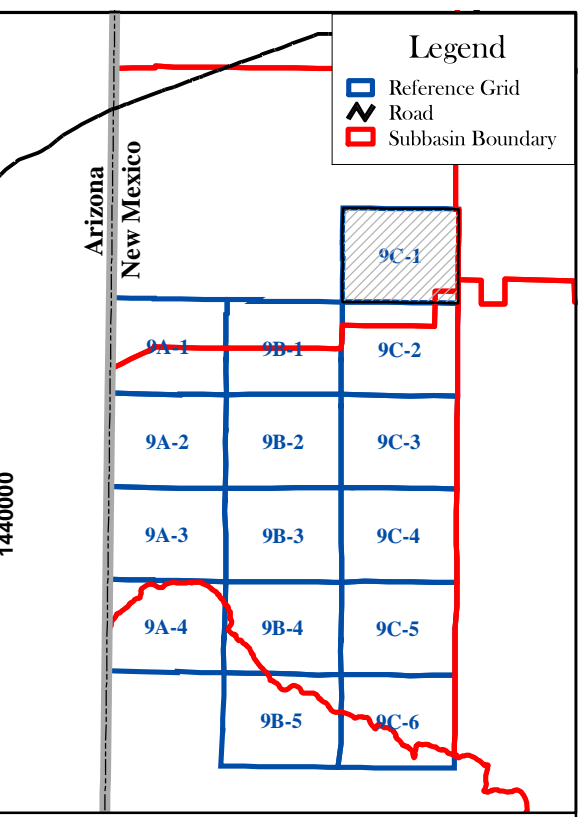 Legend
Reference Grid
Road
Subbasin Boundary
Arizona
New Mexico
9C-1
9A-1 9B-1 9C-2
9A-2 9B-2 9C-3
9A-3 9B-3 9C-4
9A-4 9B-4 9C-5
9B-5 9C-6
1440000